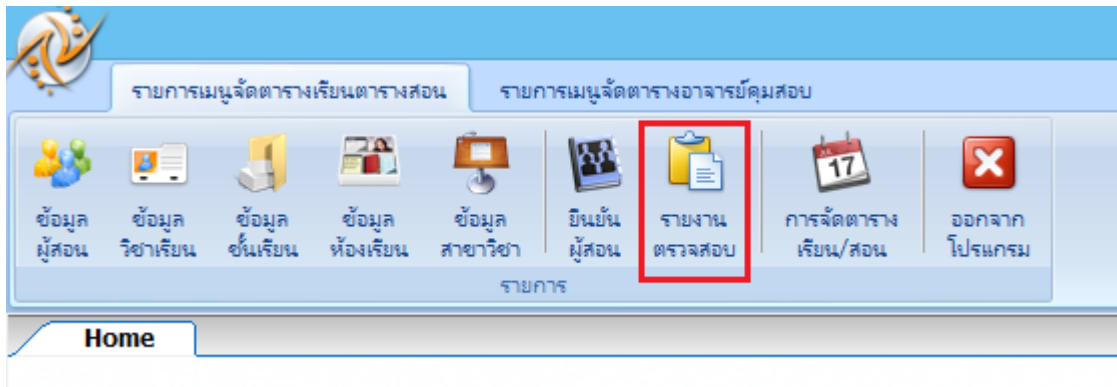 รายการเมนูจัดตารางเรียนตารางสอน รายการเมนูจัดตารางอาจารย์คุมสอบ
ข้อมูล ข้อมูล ข้อมูล ข้อมูล ข้อมูล ยืนยัน รายงาน การจัดตาราง ออกจาก
ผู้สอน วิชาเรียน ชั้นเรียน ห้องเรียน สาขาวิชา ผู้สอน ตรวจสอบ เรียน/สอน โปรแกรม
17
รายการ
Home